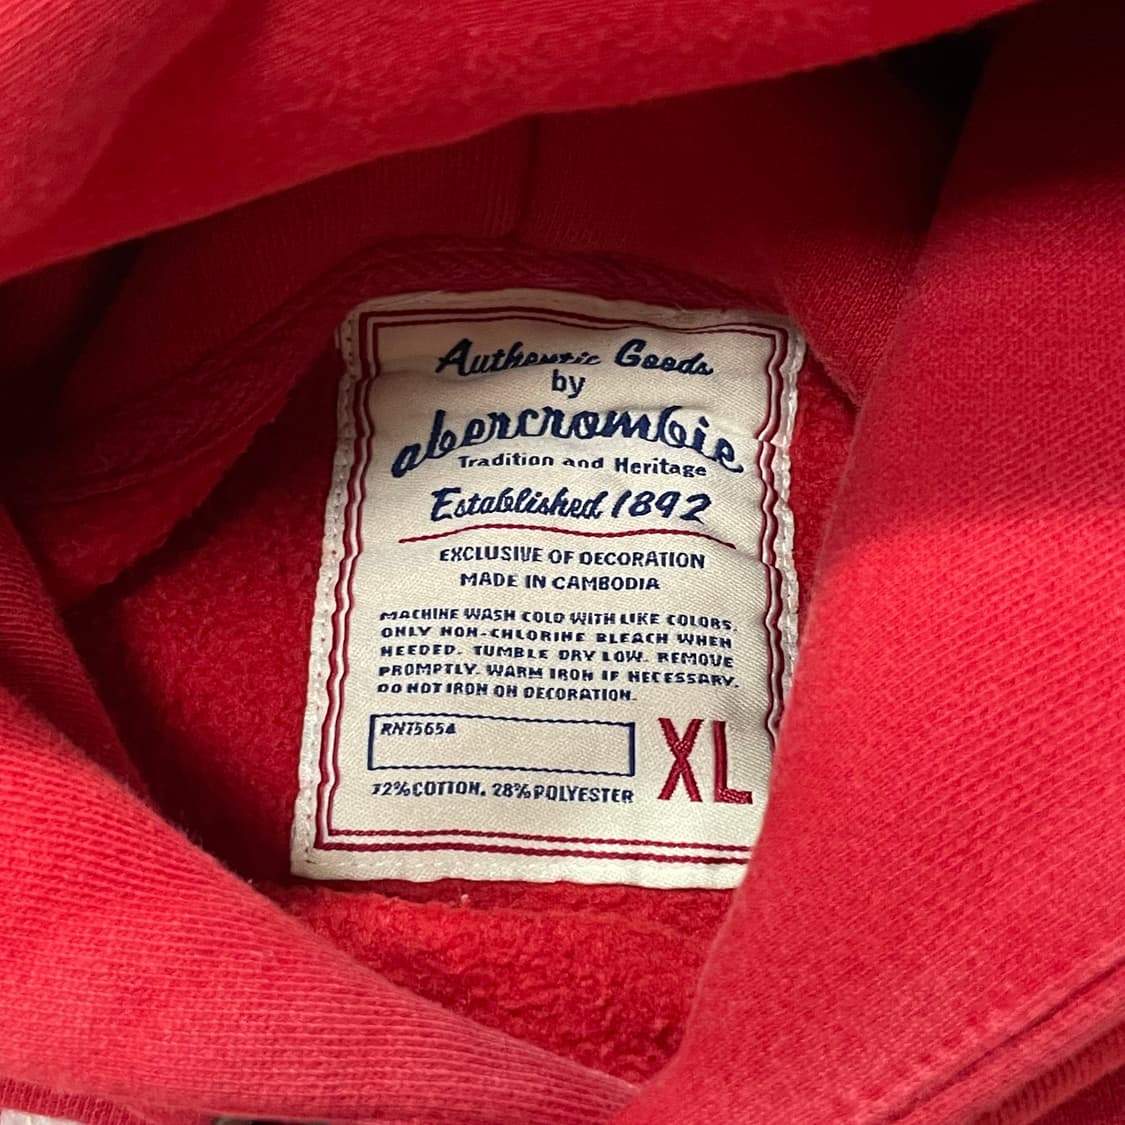 Authentic Goods
by
abercrombie
Tradition and Heritage
Established 1892
EXCLUSIVE OF DECORATION
MADE IN CAMBODIA
MACHINE WASH COLD WITH LIKE COLORS.
ONLY NON-CHLORINE BLEACH WHEN
NEEDED. TUMBLE DRY LOW. REMOVE
PROMPTLY. WARM IRON IF NECESSARY.
DO NOT IRON ON DECORATION.
RN75654
XL
72% COTTON, 28% POLYESTER